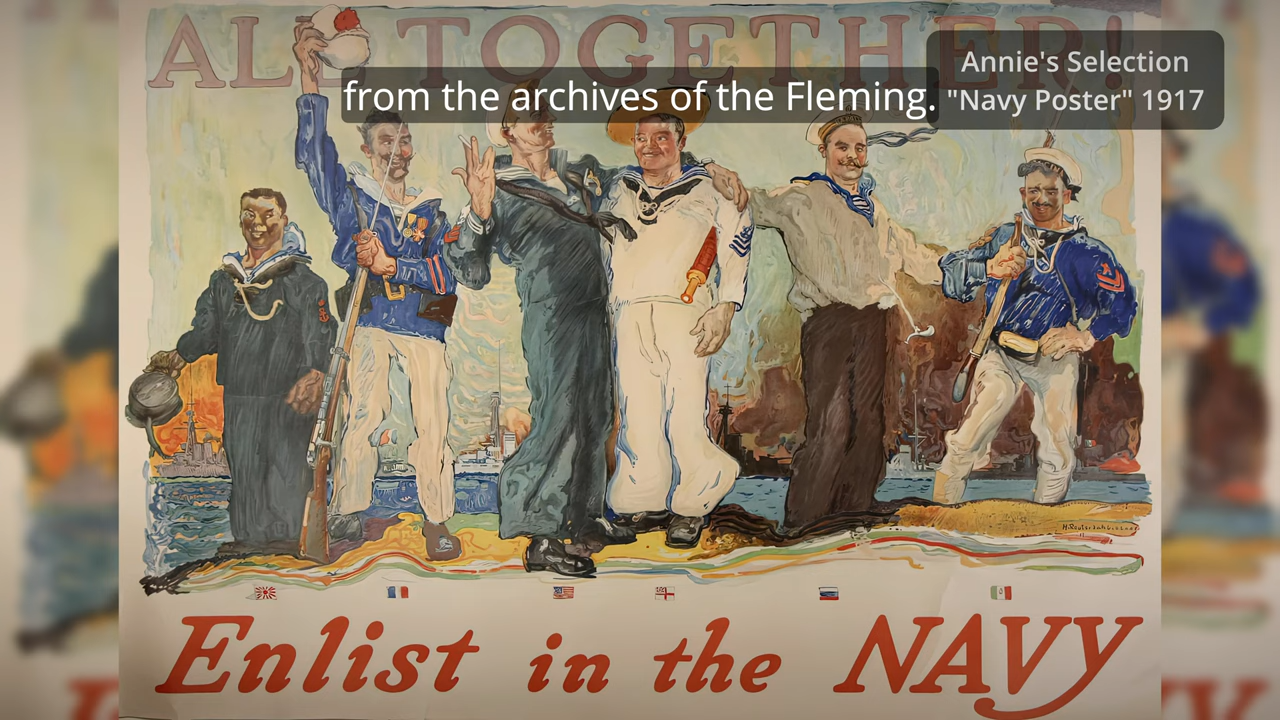 ALL TOGETHER!
Annie's Selection
"Navy Poster" 1917
from the archives of the Fleming.
Enlist in the NAVY